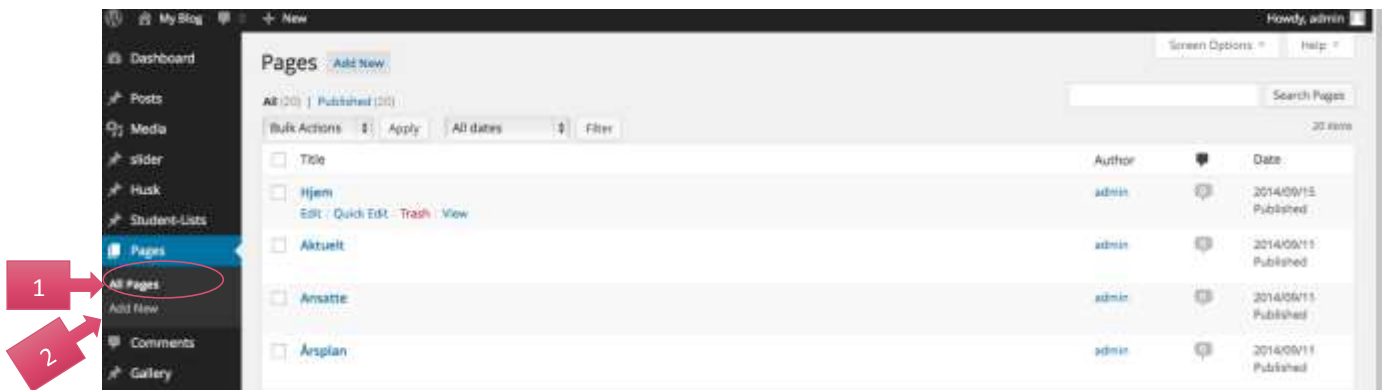 My Blog + New Howdy, admin
Screen Options Help
Dashboard
Posts
Media
slider
Husk
Student-Lists
Pages
All Pages
Add New
Comments
Gallery
1
2
Pages Add New
All (20) | Published (20)
Search Pages
Bulk Actions Apply All dates Filter
20 items
Title Author Date
Hjem admin 2014/09/15
Edit Quick Edit Trash View Published
Aktuelt admin 2014/09/11
Published
Ansatte admin 2014/09/11
Published
Årsplan admin 2014/09/11
Published